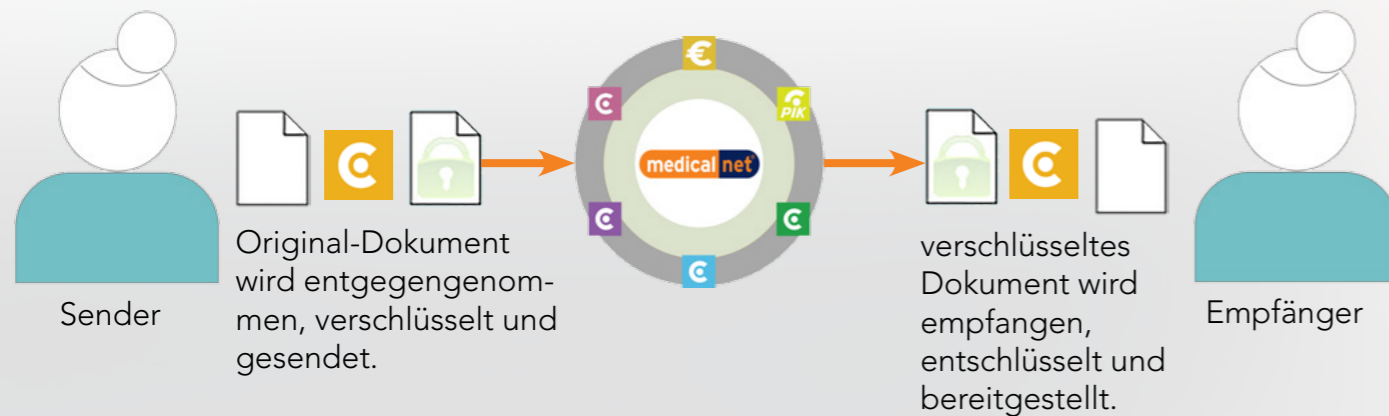 €
PIK
medical net
Original-Dokument
wird entgegengenom-
men, verschlüsselt und
gesendet.
Sender
verschlüsseltes
Dokument wird
empfangen,
entschlüsselt und
bereitgestellt.
Empfänger